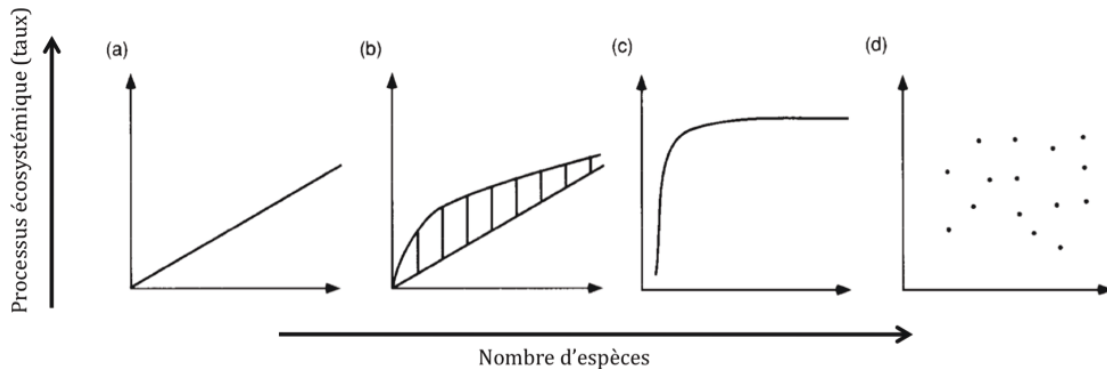 Processus écosystémique (taux)
(a)
(b)
(c)
(d)
Nombre d'espèces